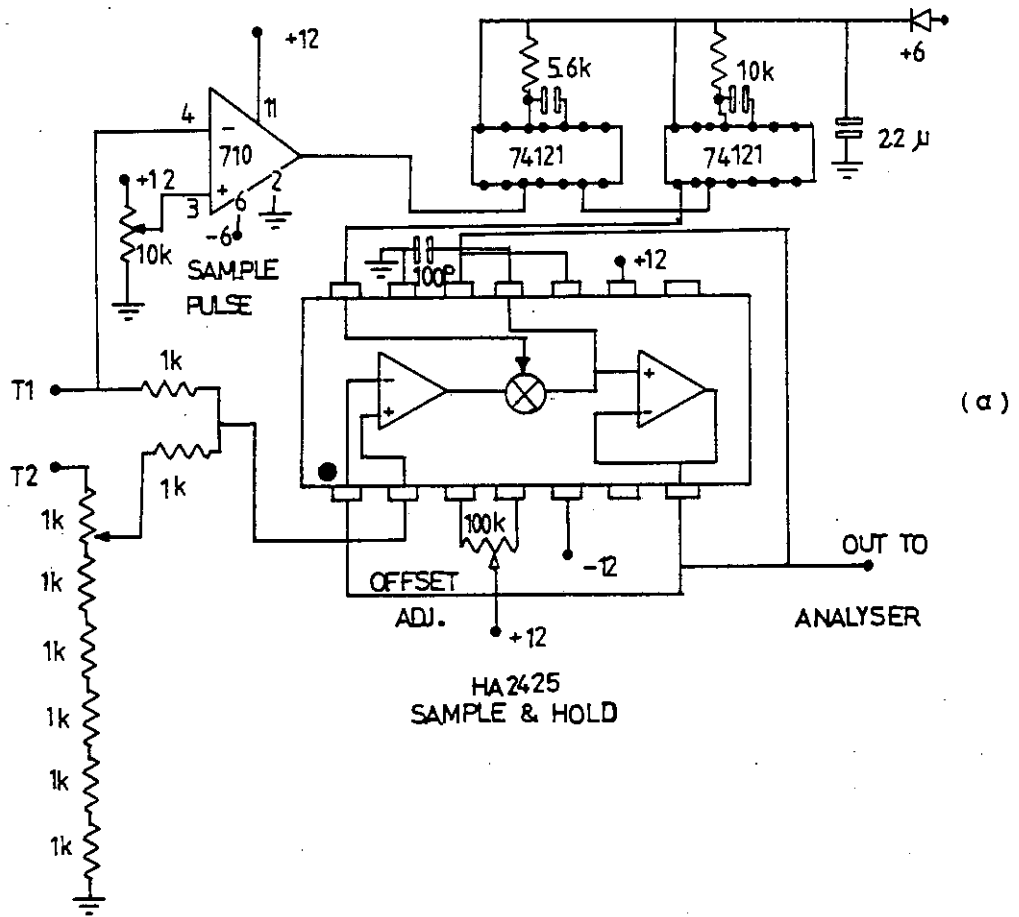 +12
+6
5.6k
10k
11
4
-
710
74121
74121
2.2 µ
+12
+
6
2
3
-6
10k
SAMPLE
PULSE
100P
+12
T1
1k
-
+
+
-
(a)
T2
1k
1k
100k
-12
OUT TO
1k
OFFSET
ADJ.
+12
ANALYSER
1k
HA2425
SAMPLE & HOLD
1k
1k
1k